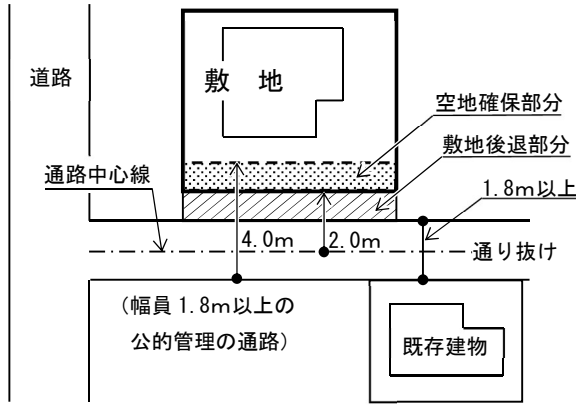 道路
敷 地
空地確保部分
敷地後退部分
通路中心線
1.8m以上
4.0m
2.0m
通り抜け
(幅員1.8m以上の
公的管理の通路)
既存建物